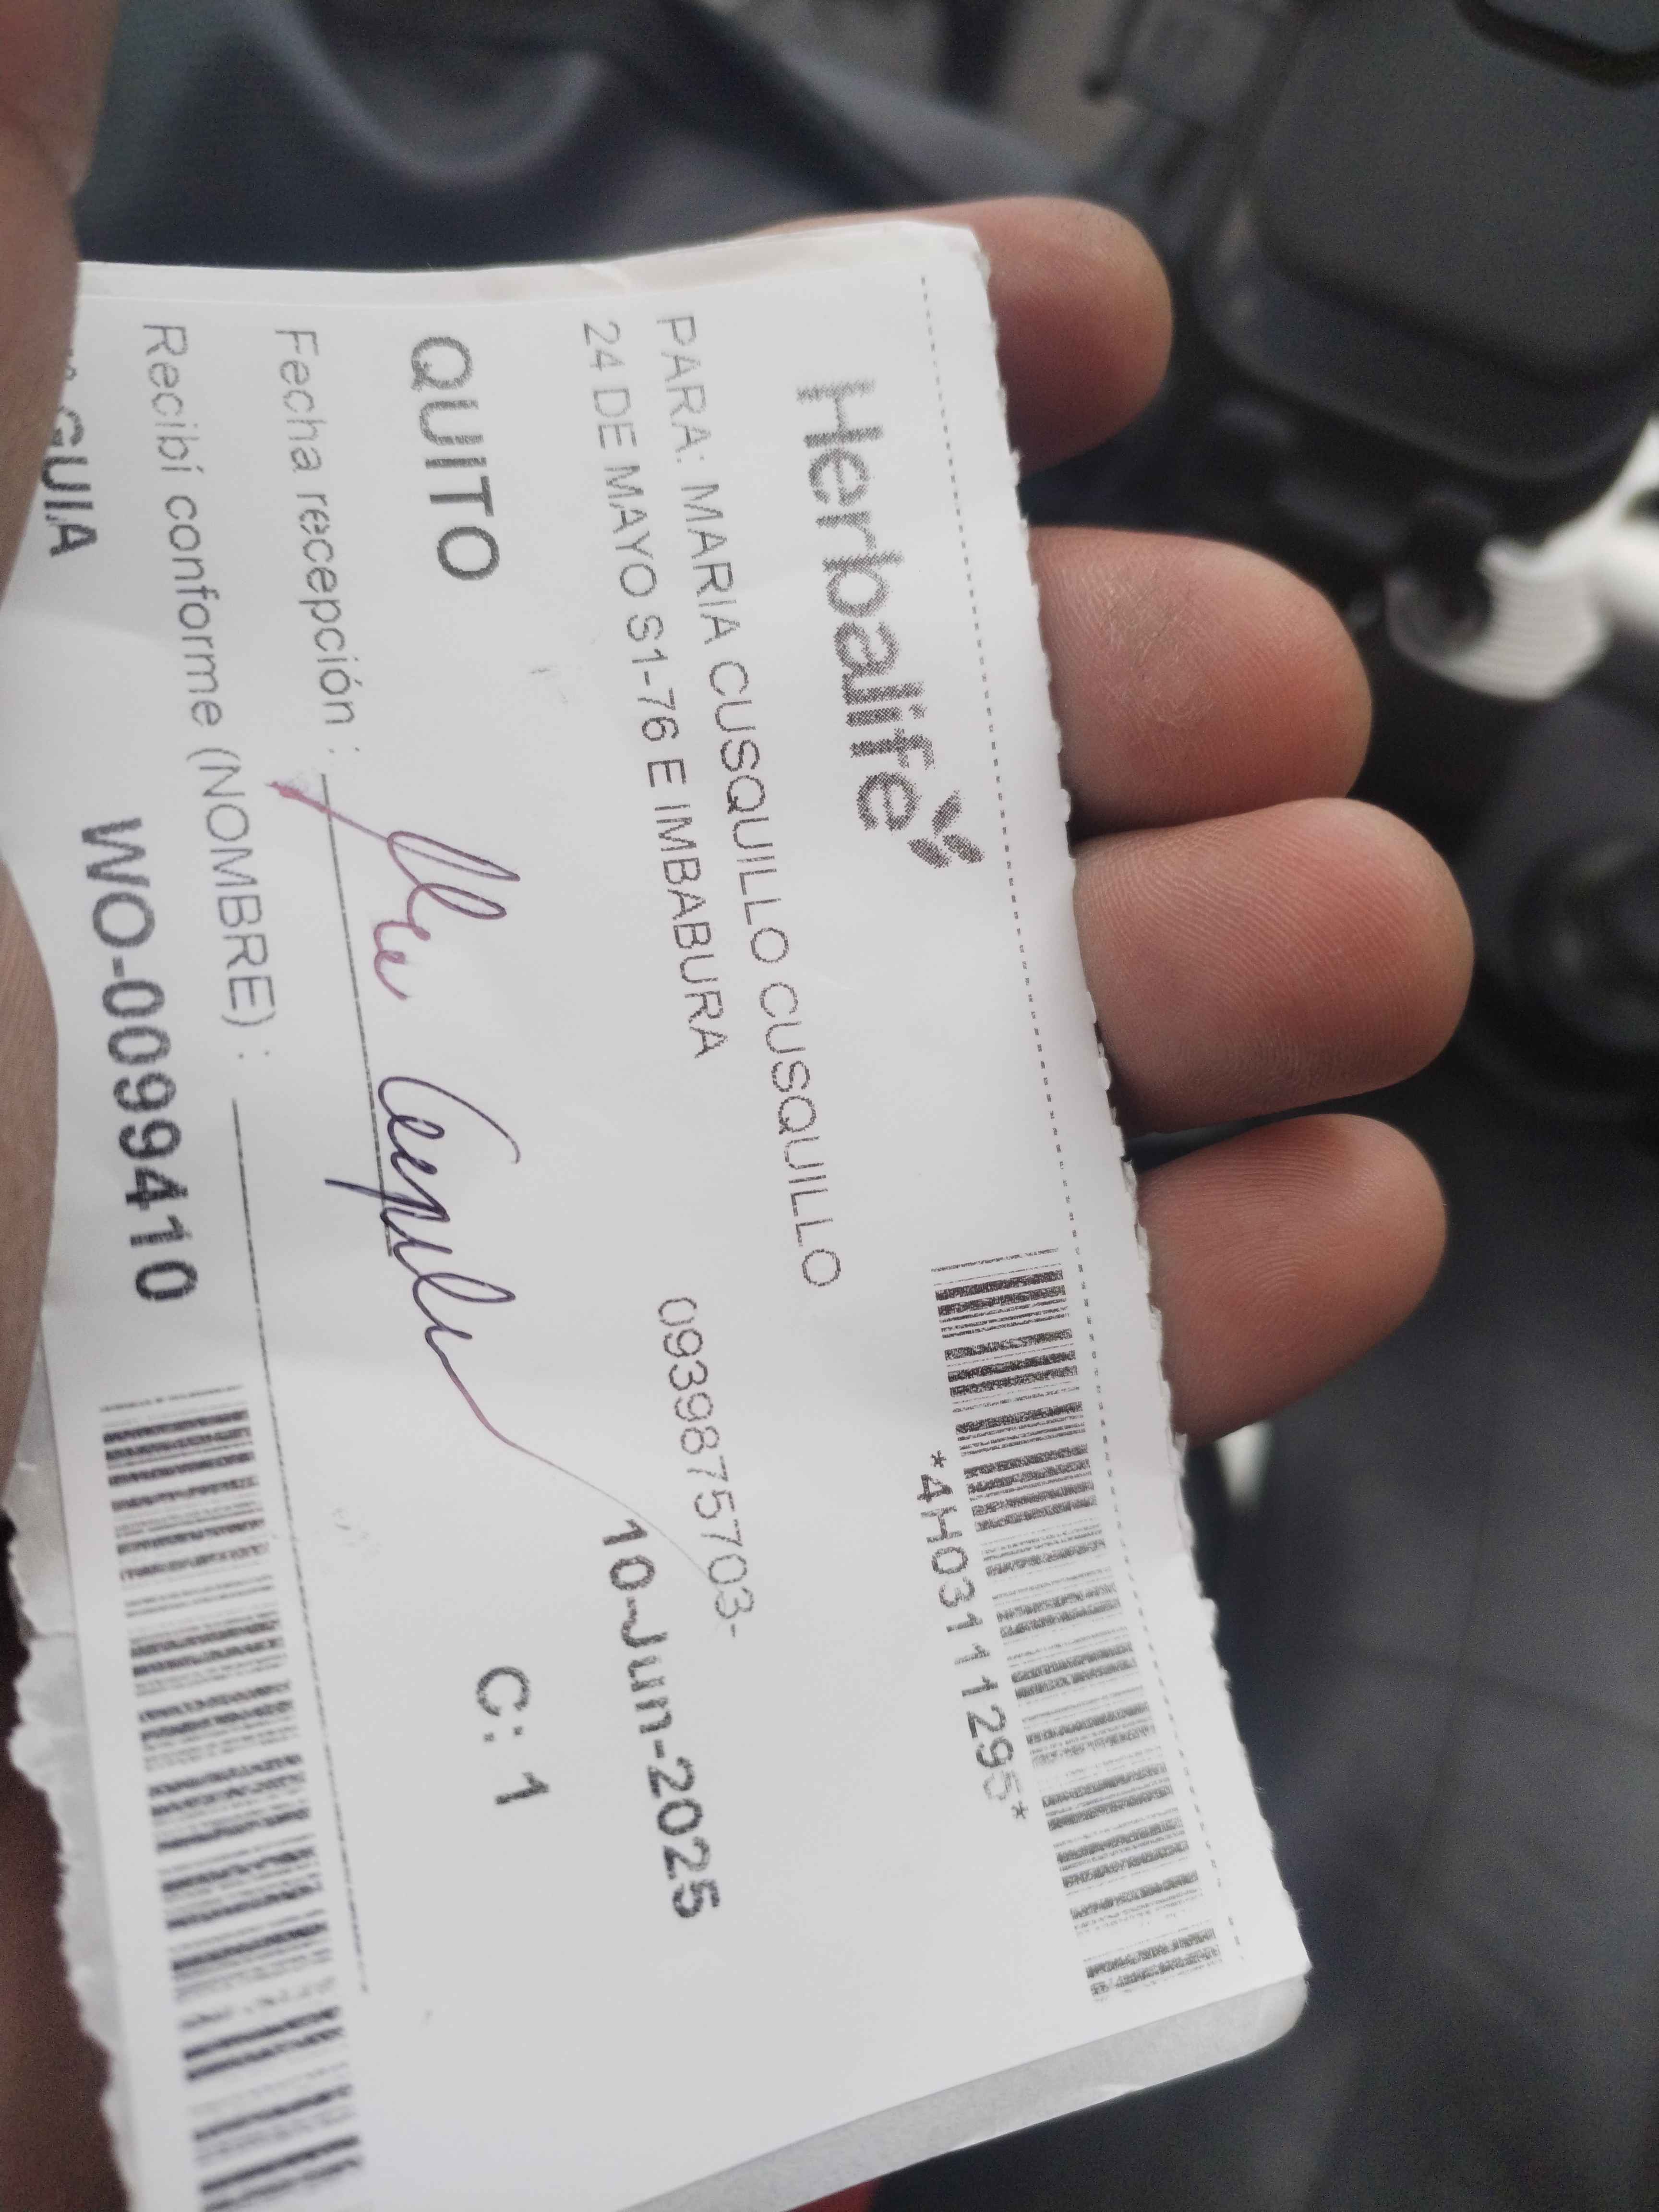 Herbalife
*4H03111295*
PARA: MARIA CUSQUILLO CUSQUILLO
24 DE MAYO S1-76 E IMBABURA
0939875703-
10-Jun-2025
QUITO
C: 1
Fecha recepción :
Recibí conforme (NOMBRE) :
GUIA
WO-00999410